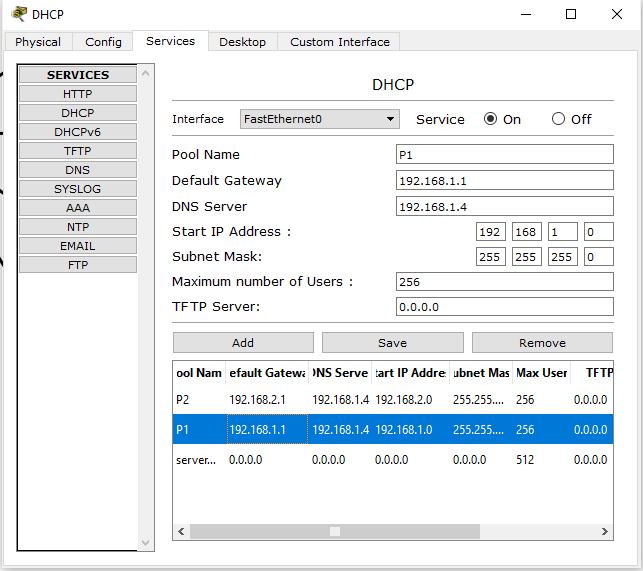 DHCP
Physical Config Services Desktop Custom Interface
SERVICES
HTTP
DHCP
DHCPv6
TFTP
DNS
SYSLOG
AAA
NTP
EMAIL
FTP
DHCP
Interface FastEthernet0 Service On Off
Pool Name P1
Default Gateway 192.168.1.1
DNS Server 192.168.1.4
Start IP Address : 192 168 1 0
Subnet Mask: 255 255 255 0
Maximum number of Users : 256
TFTP Server: 0.0.0.0
Add Save Remove
ool Nam efault Gatewa DNS Serve tart IP Addre ubnet Mas Max User TFTP
P2 192.168.2.1 192.168.1.4 192.168.2.0 255.255.... 256 0.0.0.0
P1 192.168.1.1 192.168.1.4 192.168.1.0 255.255.... 256 0.0.0.0
server... 0.0.0.0 0.0.0.0 0.0.0.0 0.0.0.0 512 0.0.0.0